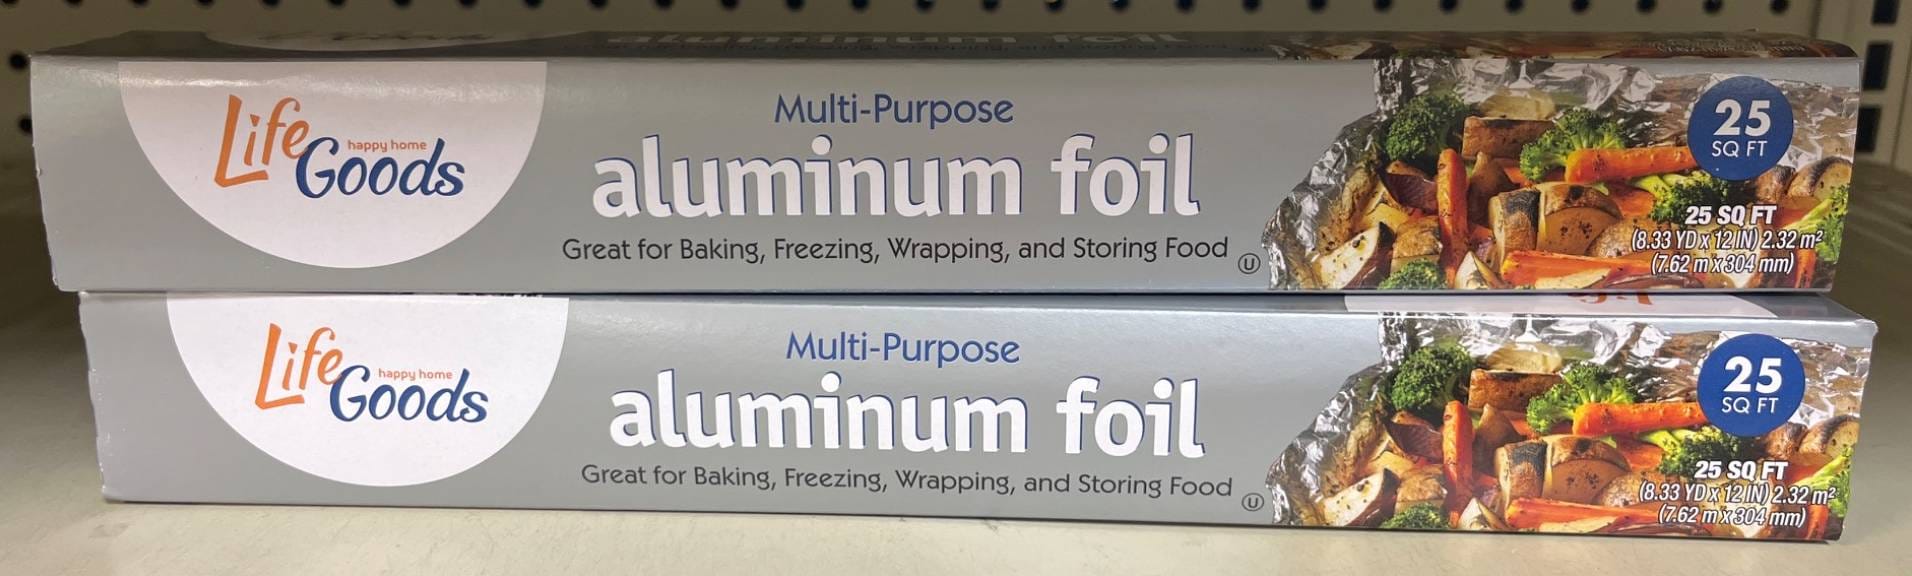 aluminum foil
Life
happy home
Goods
Multi-Purpose
aluminum foil
Great for Baking, Freezing, Wrapping, and Storing Food
U
25
SQ FT
25 SQ FT
(8.33 YD x 12 IN) 2.32 m²
(7.62 m x 304 mm)
Life
happy home
Goods
Multi-Purpose
aluminum foil
Great for Baking, Freezing, Wrapping, and Storing Food
U
25
SQ FT
25 SQ FT
(8.33 YD x 12 IN) 2.32 m²
(7.62 m x 304 mm)